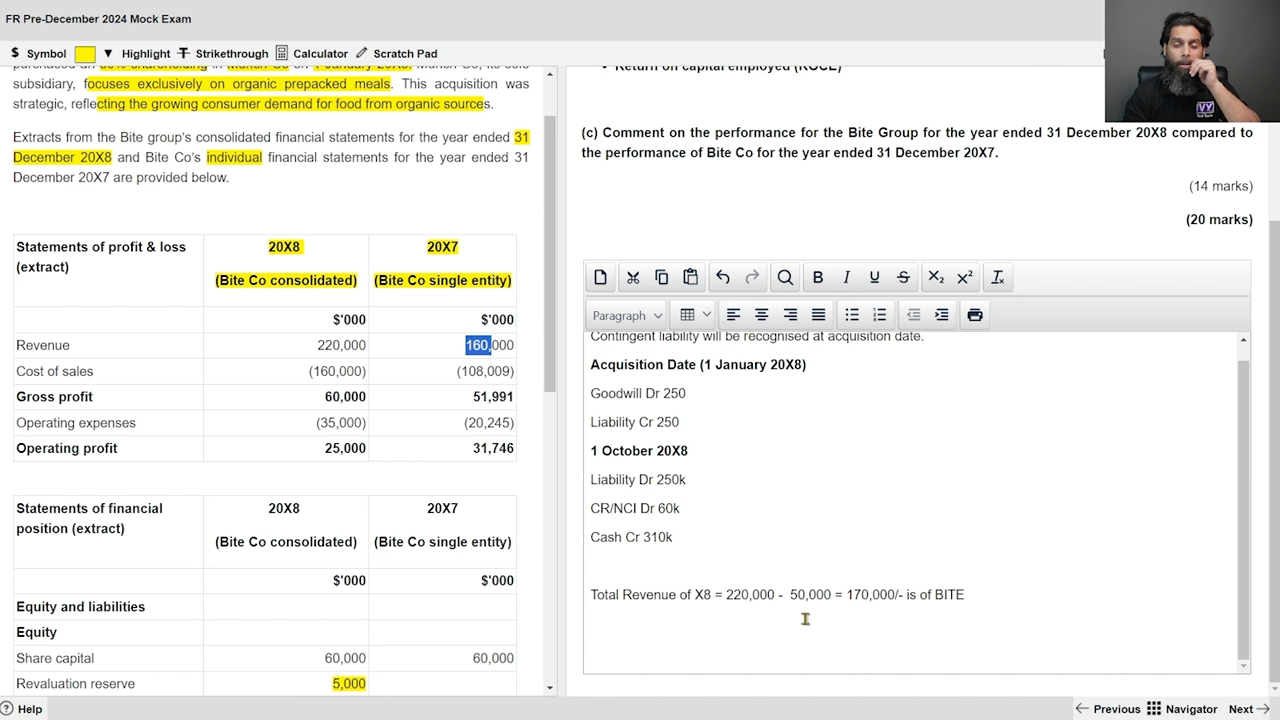 FR Pre-December 2024 Mock Exam
$ Symbol Highlight Strikethrough Calculator Scratch Pad
subsidiary, focuses exclusively on organic prepacked meals. This acquisition was
strategic, reflecting the growing consumer demand for food from organic sources.
Extracts from the Bite group's consolidated financial statements for the year ended 31
December 20X8 and Bite Co's individual financial statements for the year ended 31
December 20X7 are provided below.
Statements of profit & loss (extract) 20X8 (Bite Co consolidated) 20X7 (Bite Co single entity)
$'000 $'000
Revenue 220,000 160,000
Cost of sales (160,000) (108,009)
Gross profit 60,000 51,991
Operating expenses (35,000) (20,245)
Operating profit 25,000 31,746
Statements of financial position (extract) 20X8 (Bite Co consolidated) 20X7 (Bite Co single entity)
$'000 $'000
Equity and liabilities
Equity
Share capital 60,000 60,000
Revaluation reserve 5,000
• Return on capital employed (ROCE)
(c) Comment on the performance for the Bite Group for the year ended 31 December 20X8 compared to
the performance of Bite Co for the year ended 31 December 20X7.
(14 marks)
(20 marks)
Paragraph
Contingent liability will be recognised at acquisition date.
Acquisition Date (1 January 20X8)
Goodwill Dr 250
Liability Cr 250
1 October 20X8
Liability Dr 250k
CR/NCI Dr 60k
Cash Cr 310k
Total Revenue of X8 = 220,000 - 50,000 = 170,000/- is of BITE
Help
Previous Navigator Next